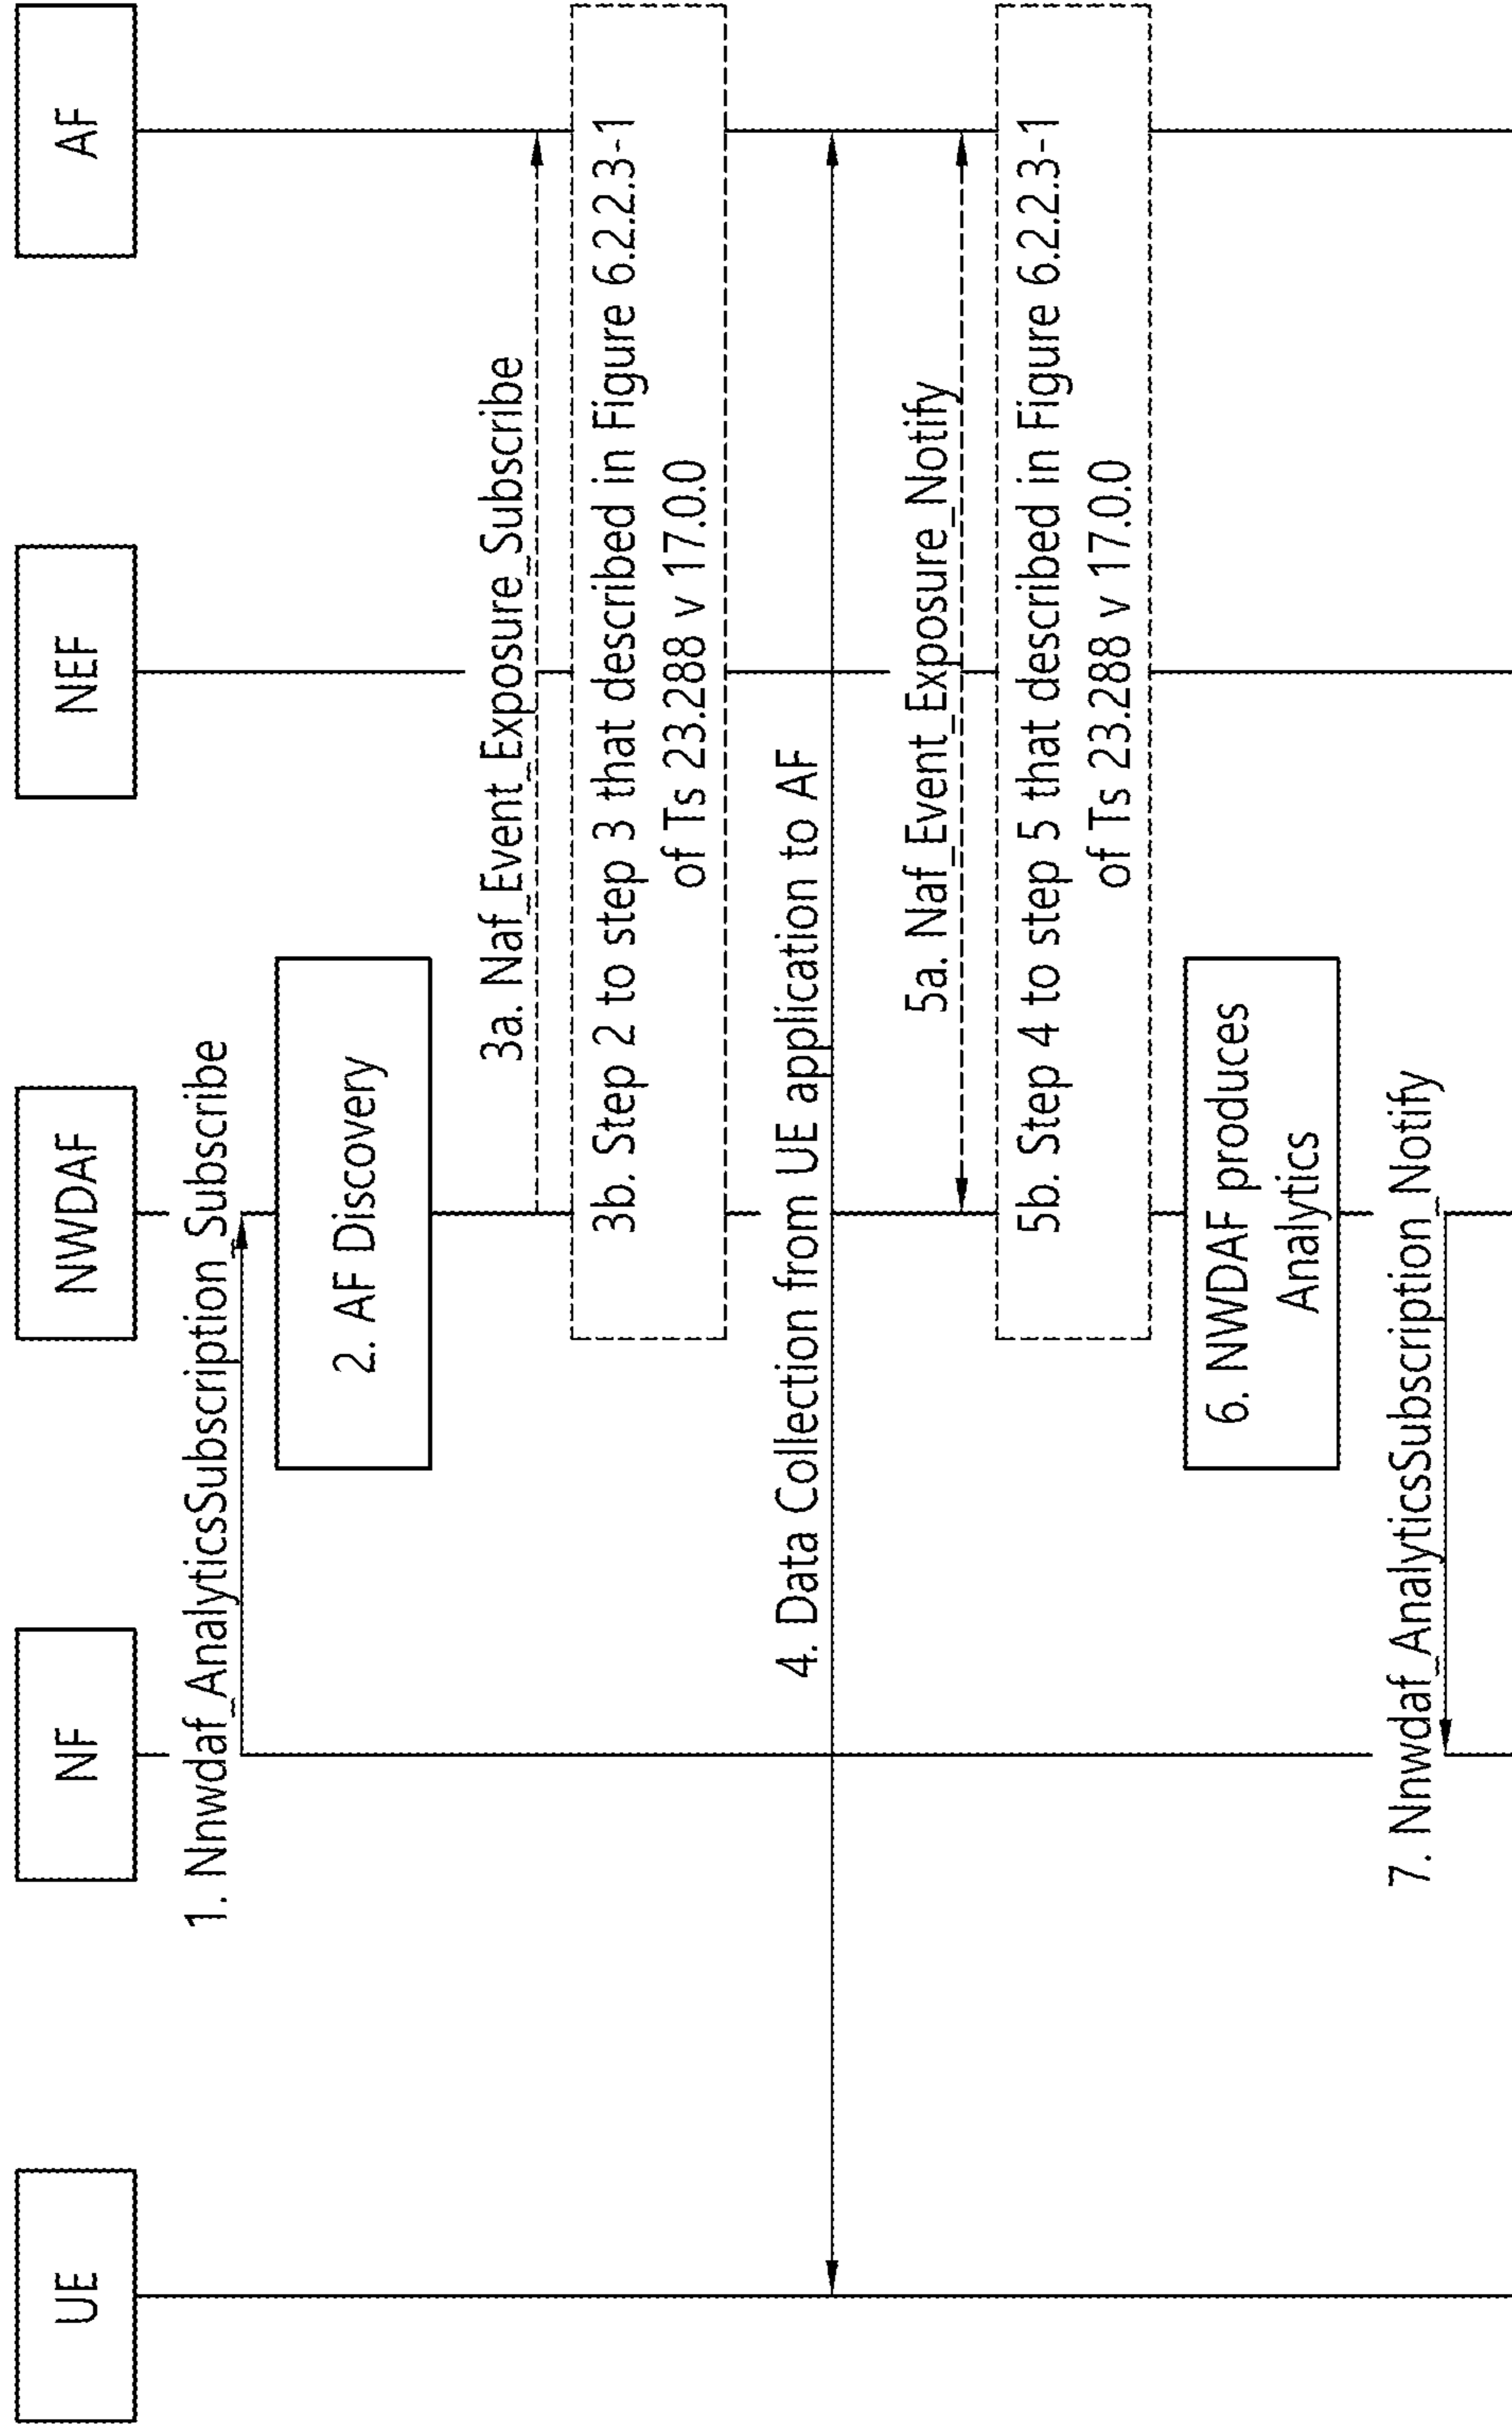 UE
NF
NWDAF
NEF
AF
1. Nnwdaf_AnalyticsSubscription_Subscribe
2. AF Discovery
3a. Naf_Event_Exposure_Subscribe
3b. Step 2 to step 3 that described in Figure 6.2.2.3-1
of Ts 23.288 v 17.0.0
4. Data Collection from UE application to AF
5a. Naf_Event_Exposure_Notify
5b. Step 4 to step 5 that described in Figure 6.2.2.3-1
of Ts 23.288 v 17.0.0
6. NWDAF produces
Analytics
7. Nnwdaf_AnalyticsSubscription_Notify